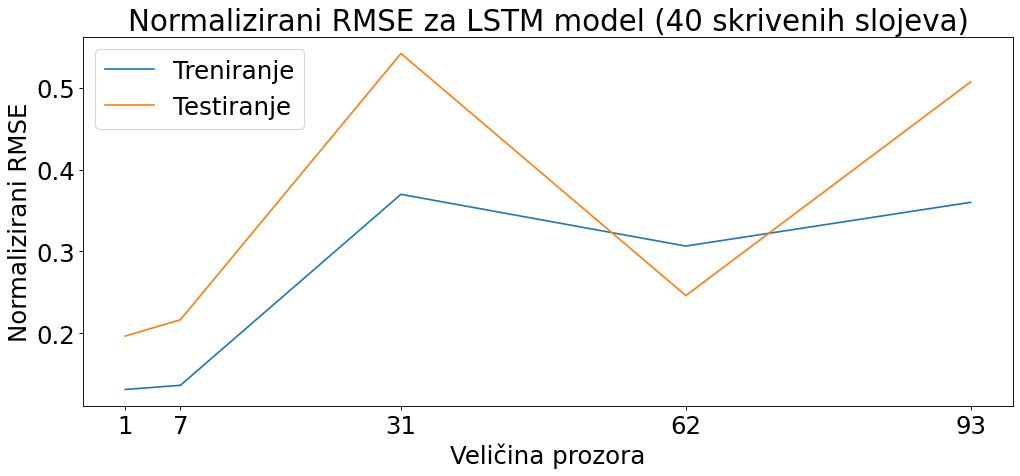 Normalizirani RMSE za LSTM model (40 skrivenih slojeva)
Treniranje
Testiranje
Normalizirani RMSE
0.5
0.4
0.3
0.2
1 7 31 62 93
Veličina prozora